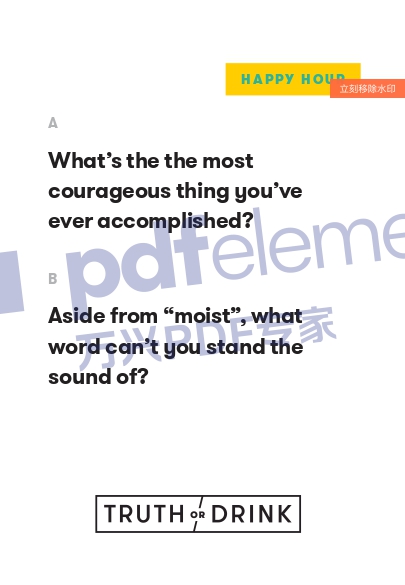 HAPPY HOUR
立刻移除水印
A
What's the the most
courageous thing you've
ever accomplished?
pdfeleme
B
Aside from “moist”, what
word can't you stand the
sound of?
万兴PDF专家
TRUTH OR DRINK